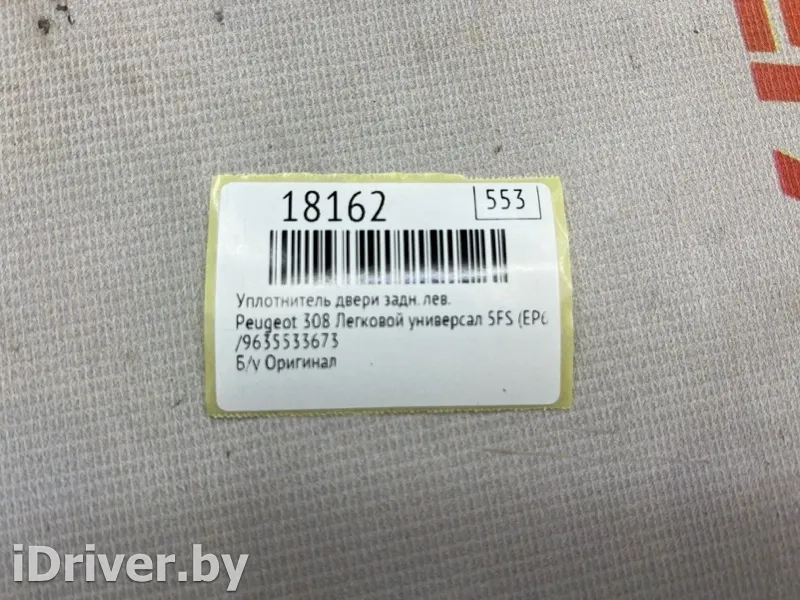 18162
553
Уплотнитель двери задн. лев.
Peugeot 308 Легковой универсал 5FS (EP6
/9635533673
Б/у Оригинал
iDriver.by